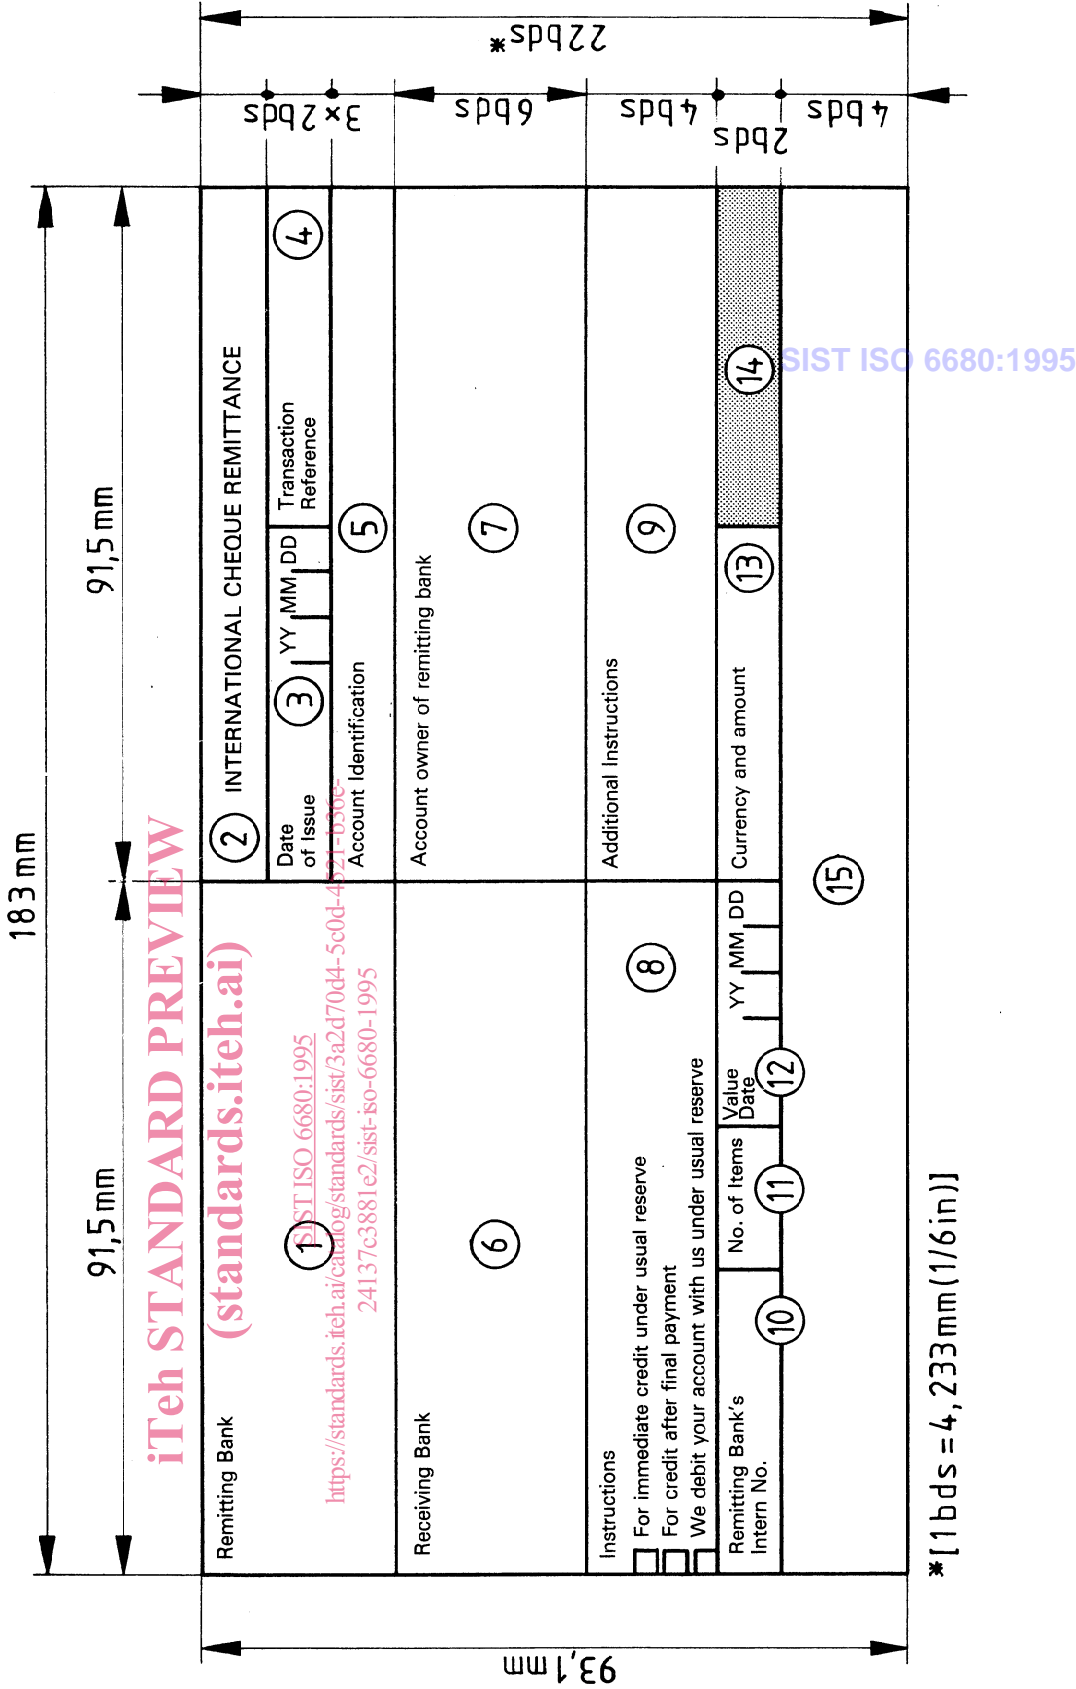 183 mm
91,5 mm
91,5 mm
iTeh STANDARD PREVIEW
(standards.iteh.ai)
SIST ISO 6680:1995
https://standards.iteh.ai/catalog/standards/sist/3a2d70d4-5c0d-4521-b36e-
24137c3881e2/sist-iso-6680-1995
Remitting Bank
1
2 INTERNATIONAL CHEQUE REMITTANCE
Date
of Issue
3
YY MM DD
Transaction
Reference
4
Account Identification
5
Receiving Bank
6
Account owner of remitting bank
7
Instructions
For immediate credit under usual reserve
For credit after final payment
We debit your account with us under usual reserve
8
Additional Instructions
9
Remitting Bank's
Intern No.
10
No. of Items
11
Value
Date
12
YY MM DD
Currency and amount
13
14
15
SIST ISO 6680:1995
93,1mm
3×2bds
6bds
4bds
2bds
4bds
22bds*
*[1bds = 4,233mm (1/6in)]